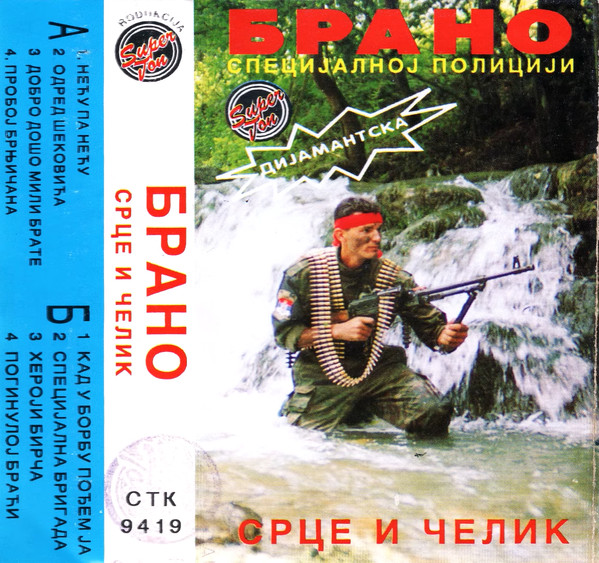 А
1. НЕЋУ ПА НЕЋУ
2 ОДРЕД ШЕКОВИЋА
3 ДОБРО ДОШО МИЛИ БРАТЕ
4. ПРОБОЈ БРЊИЧАНА
Б
1 КАД У БОРБУ ПОЂЕМ ЈА
2 СПЕЦИЈАЛНА БРИГАДА
3 ХЕРОЈИ БИРЧА
4 ПОГИНУЛОЈ БРАЋИ
Super
Ton
БРАНО
СРЦЕ И ЧЕЛИК
СТК
9419
БРАНО
СПЕЦИЈАЛНОЈ ПОЛИЦИЈИ
Super
Ton
ДИЈАМАНТСКА
СРЦЕ И ЧЕЛИК